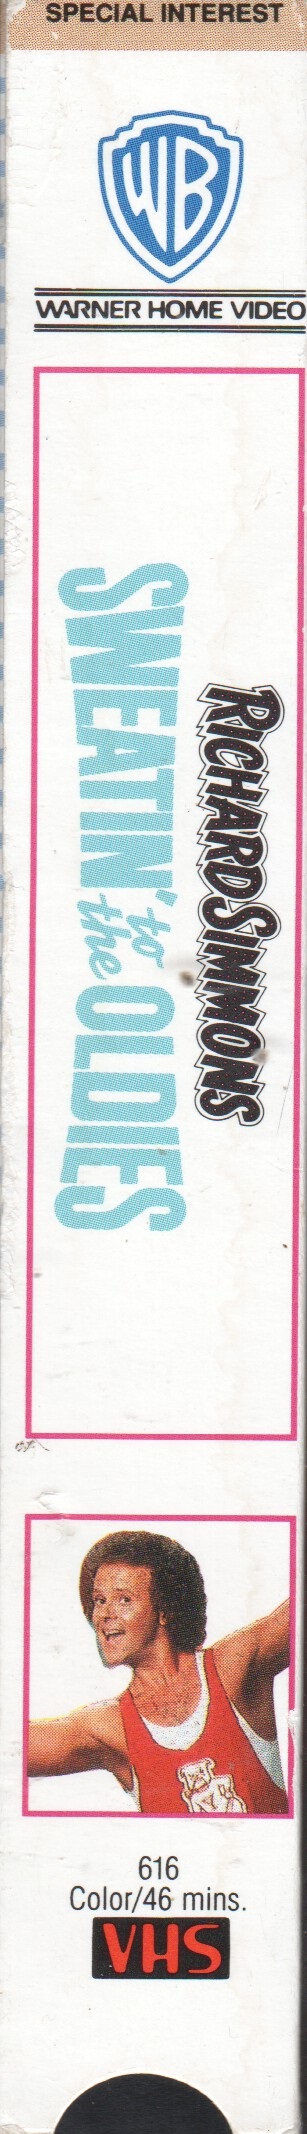 SPECIAL INTEREST
WB
WARNER HOME VIDEO
RICHARD SIMMONS
SWEATIN' to the OLDIES
616
Color/46 mins.
VHS